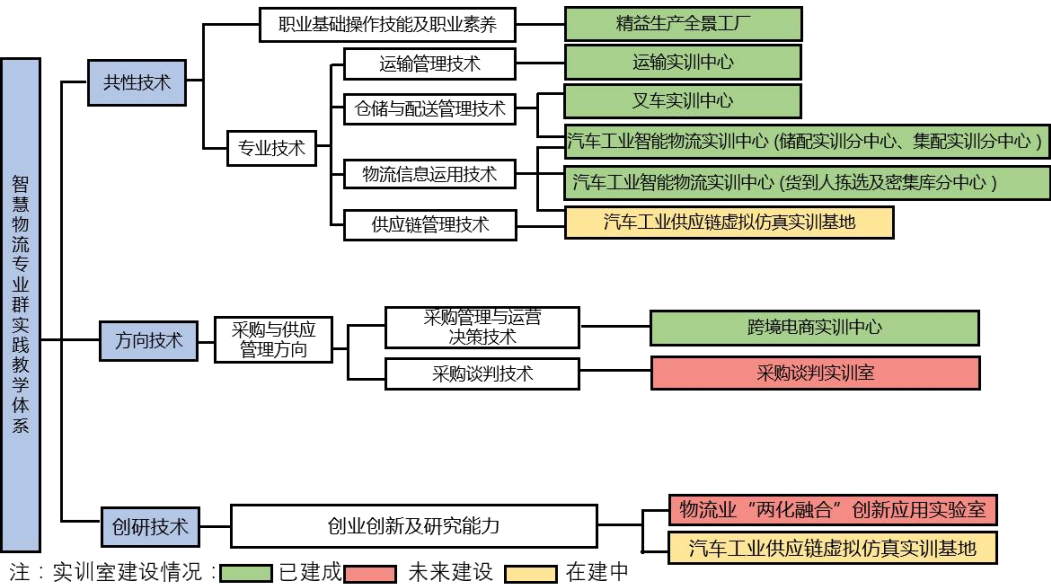 智慧物流专业群实践教学体系
共性技术
职业基础操作技能及职业素养
精益生产全景工厂
专业技术
运输管理技术
运输实训中心
仓储与配送管理技术
叉车实训中心
汽车工业智能物流实训中心 (储配实训分中心、集配实训分中心 )
物流信息运用技术
汽车工业智能物流实训中心 (货到人拣选及密集库分中心 )
供应链管理技术
汽车工业供应链虚拟仿真实训基地
方向技术
采购与供应
管理方向
采购管理与运营
决策技术
跨境电商实训中心
采购谈判技术
采购谈判实训室
创研技术
创业创新及研究能力
物流业“两化融合”创新应用实验室
汽车工业供应链虚拟仿真实训基地
注：实训室建设情况： 已建成 未来建设 在建中